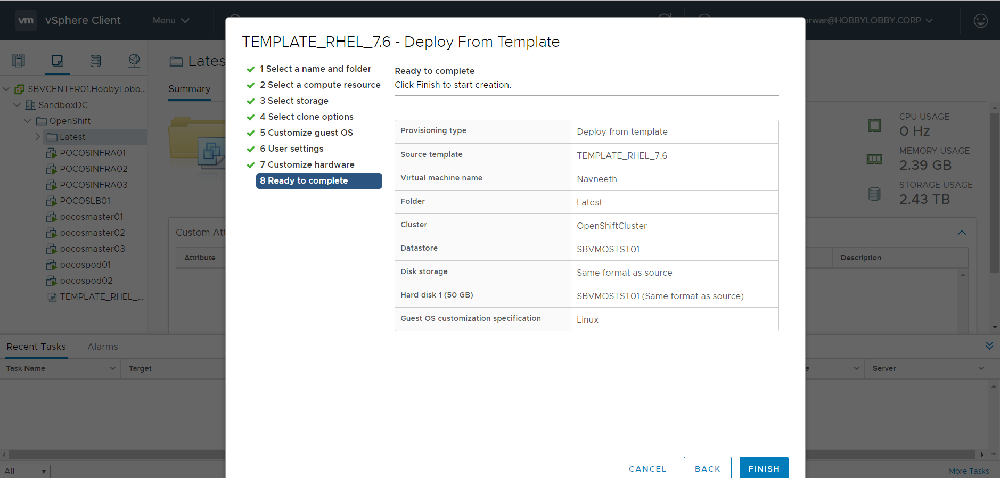 vm vSphere Client Menu
orwar@HOBBYLOBBY.CORP
TEMPLATE_RHEL_7.6 - Deploy From Template
1 Select a name and folder
2 Select a compute resource
3 Select storage
4 Select clone options
5 Customize guest OS
6 User settings
7 Customize hardware
8 Ready to complete
Ready to complete
Click Finish to start creation.
Provisioning type Deploy from template
Source template TEMPLATE_RHEL_7.6
Virtual machine name Navneeth
Folder Latest
Cluster OpenShiftCluster
Datastore SBVMOSTST01
Disk storage Same format as source
Hard disk 1 (50 GB) SBVMOSTST01 (Same format as source)
Guest OS customization specification Linux
CANCEL BACK FINISH
SBVCENTER01.HobbyLobb...
SandboxDC
OpenShift
Latest
POCOSINFRA01
POCOSINFRA02
POCOSINFRA03
POCOSLB01
pocosmaster01
pocosmaster02
pocosmaster03
pocospod01
pocospod02
TEMPLATE_RHEL_...
Lates
Summary
Custom Att
Attribute
Description
CPU USAGE
0 Hz
MEMORY USAGE
2.39 GB
STORAGE USAGE
2.43 TB
Recent Tasks Alarms
Task Name Target
e Server
All
More Tasks